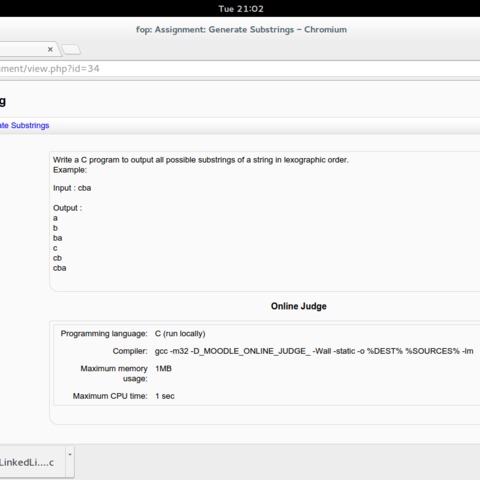 Tue 21:02
fop: Assignment: Generate Substrings - Chromium
ment/view.php?id=34
g
ate Substrings
Write a C program to output all possible substrings of a string in lexographic order.
Example:
Input : cba
Output :
a
b
ba
c
cb
cba
Online Judge
Programming language: C (run locally)
Compiler: gcc -m32 -D_MOODLE_ONLINE_JUDGE_ -Wall -static -o %DEST% %SOURCES% -lm
Maximum memory usage: 1MB
Maximum CPU time: 1 sec
LinkedLi....c